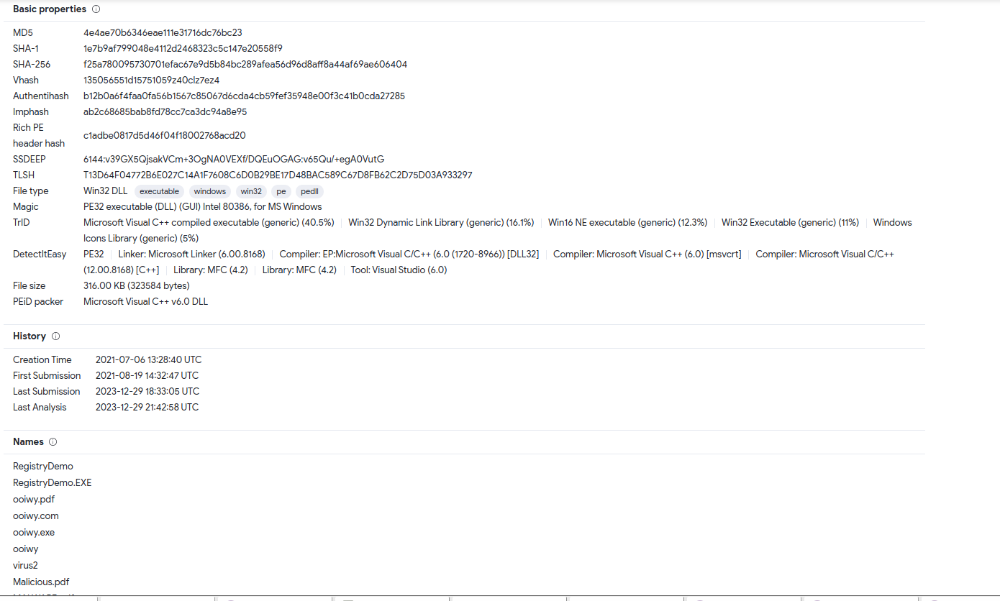 Basic properties
MD5 4e4ae70b6346eae111e31716dc76bc23
SHA-1 1e7b9af799048e4112d2468323c5c147e20558f9
SHA-256 f25a780095730701efac67e9d5b84bc289afea56d96d8aff8a44af69ae606404
Vhash 135056551d15751059z40clz7ez4
Authentihash b12b0a6f4faa0fa56b1567c85067d6cda4cb59fef35948e00f3c41b0cda27285
Imphash ab2c68685bab8fd78cc7ca3dc94a8e95
Rich PE
header hash c1adbe0817d5d46f04f18002768acd20
SSDEEP 6144:v39GX5QjsakVCm+3OgNA0VEXf/DQEuOGAG:v65Qu/+egA0VutG
TLSH T13D64F04772B6E027C14A1F7608C6D0B29BE17D48BAC589C67D8FB62C2D75D03A933297
File type Win32 DLL executable windows win32 pe pedll
Magic PE32 executable (DLL) (GUI) Intel 80386, for MS Windows
TrID Microsoft Visual C++ compiled executable (generic) (40.5%) Win32 Dynamic Link Library (generic) (16.1%) Win16 NE executable (generic) (12.3%) Win32 Executable (generic) (11%) Windows
Icons Library (generic) (5%)
DetectItEasy PE32 Linker: Microsoft Linker (6.00.8168) Compiler: EP:Microsoft Visual C/C++ (6.0 (1720-8966)) [DLL32] Compiler: Microsoft Visual C++ (6.0) [msvcrt] Compiler: Microsoft Visual C/C++
(12.00.8168) [C++] Library: MFC (4.2) Library: MFC (4.2) Tool: Visual Studio (6.0)
File size 316.00 KB (323584 bytes)
PEiD packer Microsoft Visual C++ v6.0 DLL
History
Creation Time 2021-07-06 13:28:40 UTC
First Submission 2021-08-19 14:32:47 UTC
Last Submission 2023-12-29 18:33:05 UTC
Last Analysis 2023-12-29 21:42:58 UTC
Names
RegistryDemo
RegistryDemo.EXE
ooiwy.pdf
ooiwy.com
ooiwy.exe
ooiwy
virus2
Malicious.pdf